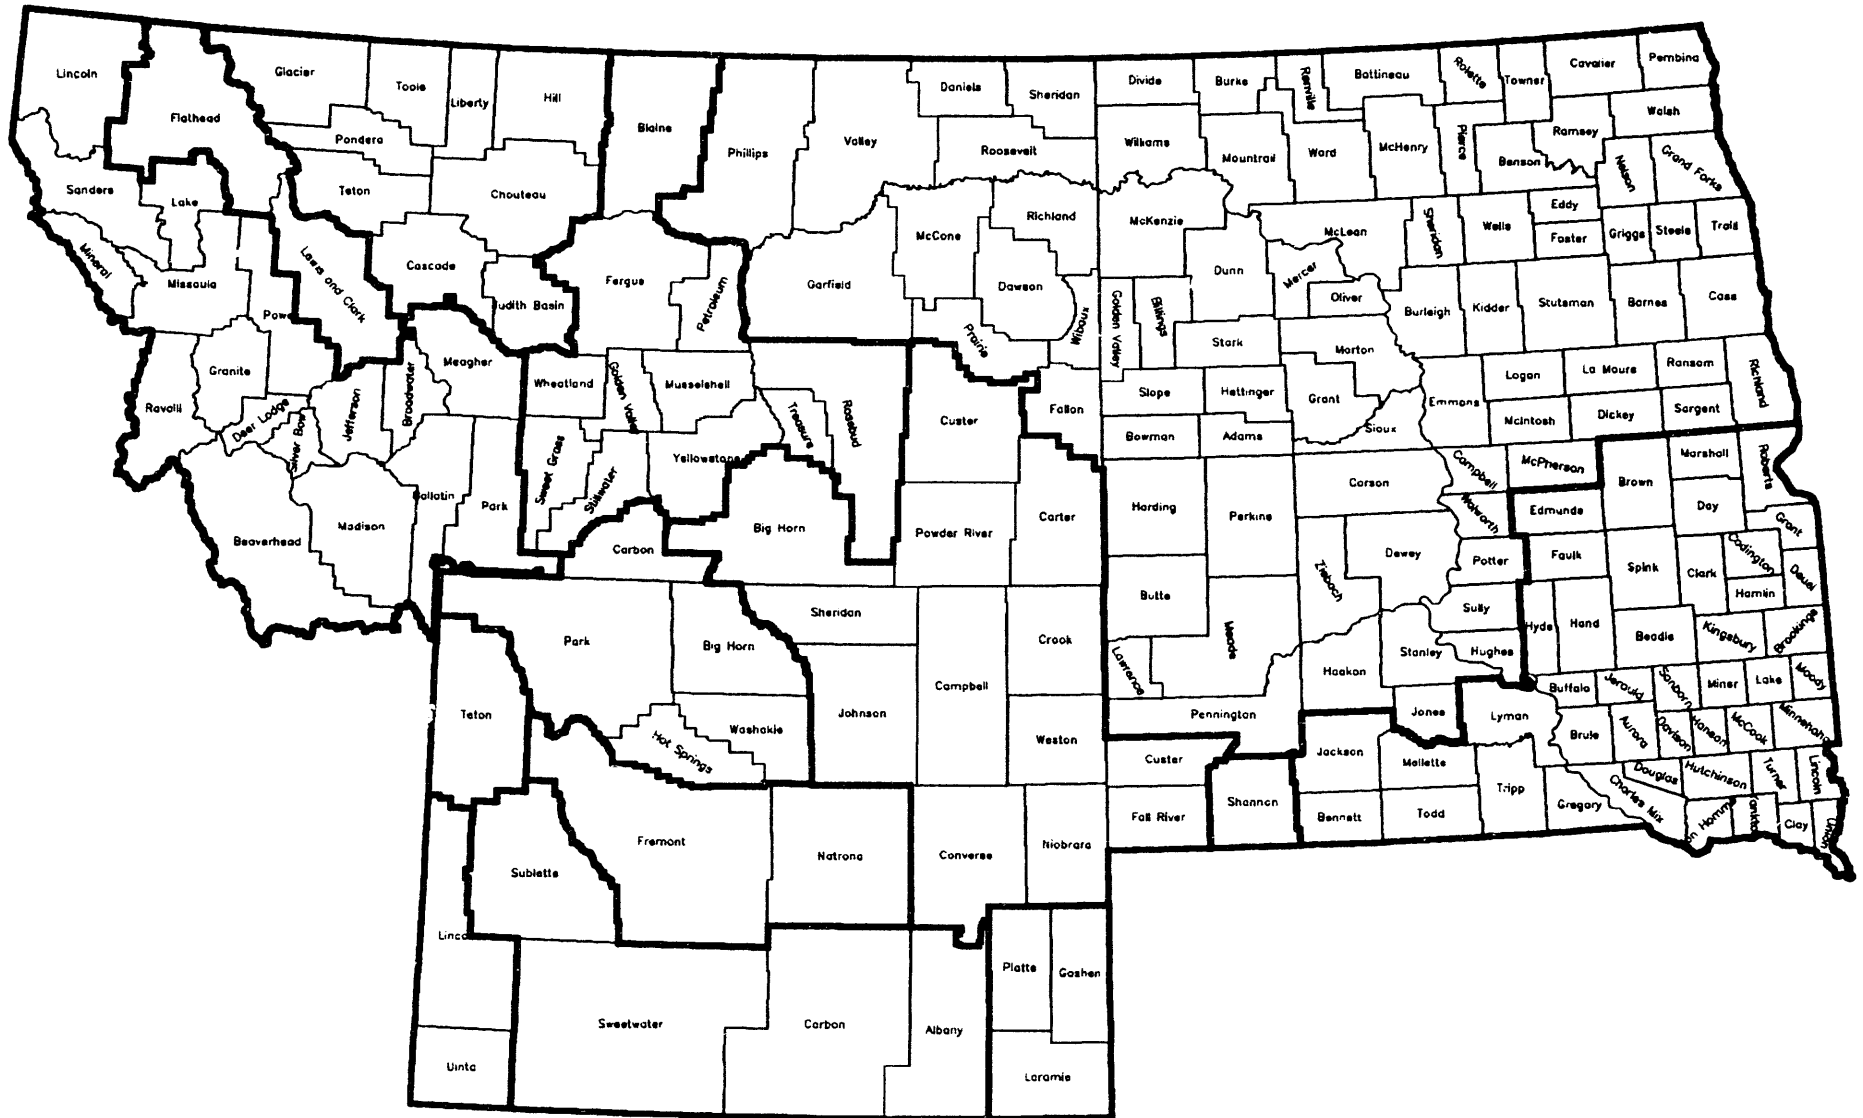 Lincoln
Flathead
Glacier
Toole
Liberty
Hill
Blaine
Phillips
Valley
Daniels
Sheridan
Roosevelt
Divide
Burke
Renville
Bottineau
Rolette
Towner
Cavalier
Pembina
Pondera
Williams
Mountrail
Ward
McHenry
Pierce
Benson
Ramsey
Walsh
Nelson
Grand Forks
Sanders
Lake
Teton
Chouteau
McCone
Richland
McKenzie
McLean
Sheridan
Wells
Eddy
Foster
Griggs
Steele
Traill
Mineral
Missoula
Lewis and Clark
Cascade
Judith Basin
Fergus
Petroleum
Garfield
Dawson
Prairie
Wibaux
Golden Valley
Billings
Dunn
Mercer
Oliver
Burleigh
Kidder
Stutsman
Barnes
Cass
Powe
Granite
Meagher
Wheatland
Golden Valley
Musselshell
Stark
Morton
Logan
La Moure
Ransom
Richland
Ravalli
Deer Lodge
Silver Bow
Jefferson
Broadwater
Treasure
Rosebud
Custer
Fallon
Slope
Hettinger
Grant
Emmons
McIntosh
Dickey
Sargent
Bowman
Adams
Sioux
Sweet Grass
Stillwater
Yellowstone
Beaverhead
Madison
Gallatin
Park
Carbon
Big Horn
Powder River
Carter
Harding
Perkins
Corson
Campbell
McPherson
Brown
Marshall
Roberts
Walworth
Edmunds
Day
Grant
Ziebach
Dewey
Potter
Faulk
Spink
Clark
Codington
Deuel
Hamlin
Park
Big Horn
Sheridan
Crook
Butte
Meade
Sully
Hyde
Hand
Beadle
Kingsbury
Brookings
Lawrence
Haakon
Stanley
Hughes
Teton
Hot Springs
Washakie
Johnson
Campbell
Weston
Pennington
Jones
Lyman
Buffalo
Jerauld
Sanborn
Miner
Lake
Moody
Brule
Aurora
Davison
Hanson
McCook
Minnehaha
Custer
Jackson
Mellette
Tripp
Gregory
Charles Mix
Douglas
Hutchinson
Turner
Lincoln
Fall River
Shannon
Bennett
Todd
on Homme
Yankto
Clay
Union
Sublette
Fremont
Natrona
Converse
Niobrara
Linco
Platte
Goshen
Uinta
Sweetwater
Carbon
Albany
Laramie